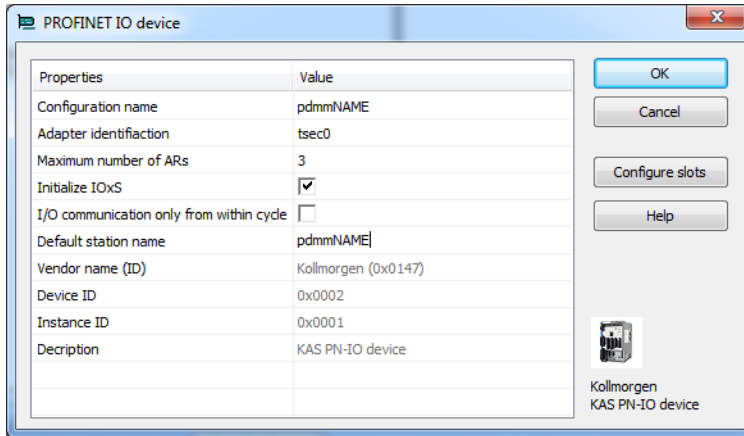 PROFINET IO device
Properties Value
Configuration name pdmmNAME
Adapter identifiaction tsec0
Maximum number of ARs 3
Initialize IOxS
I/O communication only from within cycle
Default station name pdmmNAME
Vendor name (ID) Kollmorgen (0x0147)
Device ID 0x0002
Instance ID 0x0001
Decription KAS PN-IO device
OK
Cancel
Configure slots
Help
Kollmorgen
KAS PN-IO device